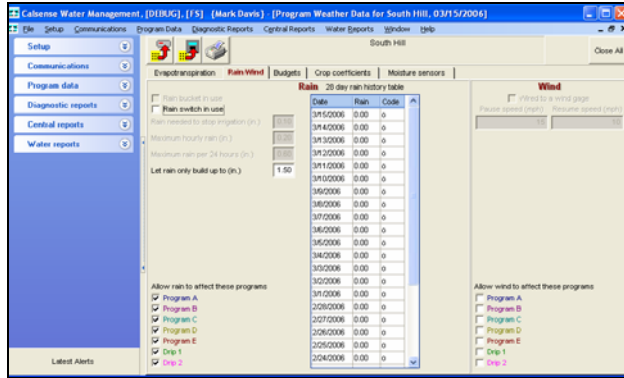 Calsense Water Management, [DEBUG], [FS] {Mark Davis} - [Program Weather Data for South Hill, 03/15/2006]
File Setup Communications Program Data Diagnostic Reports Central Reports Water Reports Window Help
Setup
Communications
Program data
Diagnostic reports
Central reports
Water reports
Latest Alerts
South Hill
Close All
Evapotranspiration Rain-Wind Budgets Crop coefficients Moisture sensors
Rain 28 day rain history table
Rain bucket in use
Rain switch in use
Rain needed to stop irrigation (in.) 0.10
Maximum hourly rain (in.) 0.20
Maximum rain per 24 hours (in.) 0.60
Let rain only build up to (in.) 1.50
Date Rain Code
3/15/2006 0.00 o
3/14/2006 0.00 o
3/13/2006 0.00 o
3/12/2006 0.00 o
3/11/2006 0.00 o
3/10/2006 0.00 o
3/9/2006 0.00 o
3/8/2006 0.00 o
3/7/2006 0.00 o
3/6/2006 0.00 o
3/5/2006 0.00 o
3/4/2006 0.00 o
3/3/2006 0.00 o
3/2/2006 0.00 o
3/1/2006 0.00 o
2/28/2006 0.00 o
2/27/2006 0.00 o
2/26/2006 0.00 o
2/25/2006 0.00 o
2/24/2006 0.00 o
Allow rain to affect these programs
Program A
Program B
Program C
Program D
Program E
Drip 1
Drip 2
Wind
Wired to a wind gage
Pause speed (mph) Resume speed (mph)
10
Allow wind to affect these programs
Program A
Program B
Program C
Program D
Program E
Drip 1
Drip 2